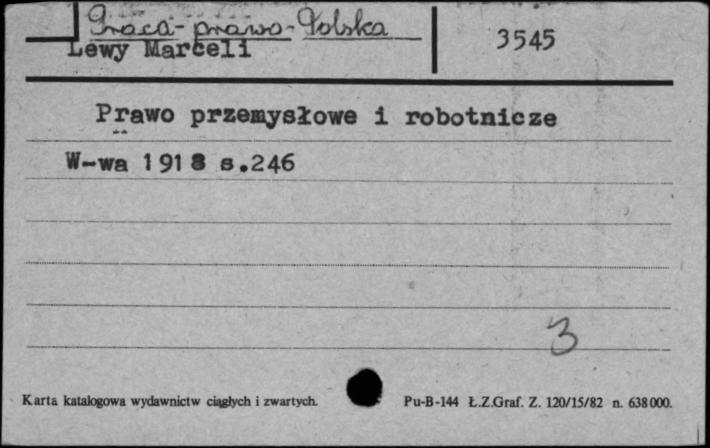 Praca - prawo - Polska
Lewy Marceli
3545
Prawo przemysłowe i robotnicze
W-wa 1918 s.246
3
Karta katalogowa wydawnictw ciągłych i zwartych.
Pu-B-144 Ł.Z.Graf. Z. 120/15/82 n. 638000.